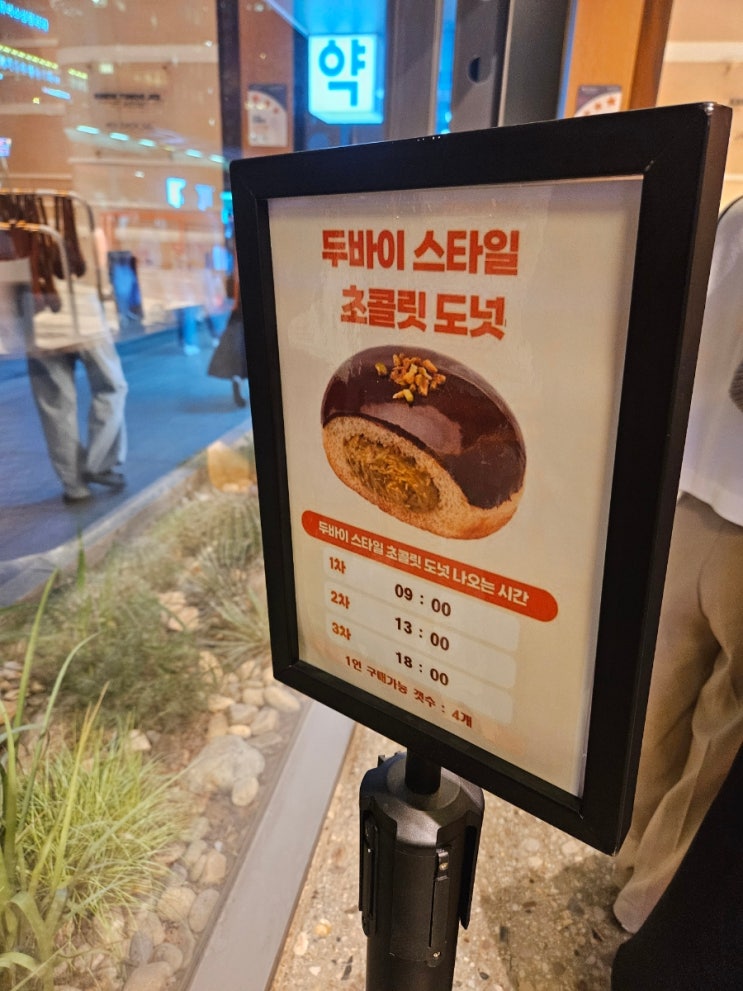 약
두바이 스타일
초콜릿 도넛
두바이 스타일 초콜릿 도넛 나오는 시간
1차 09 : 00
2차 13 : 00
3차 18 : 00
1인 구매가능 갯수 : 4개